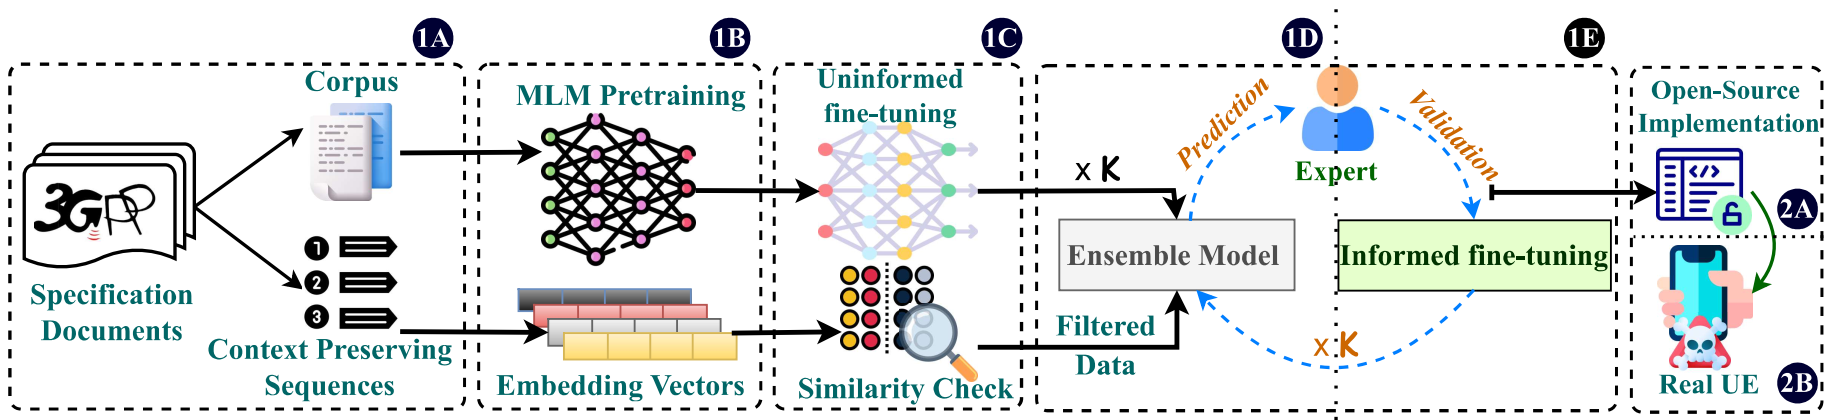 1A
Corpus
3GPP
Specification
Documents
1
2
3
Context Preserving
Sequences
1B
MLM Pretraining
Embedding Vectors
1C
Uninformed
fine-tuning
Similarity Check
1D
x K
Prediction
Expert
Ensemble Model
Filtered
Data
1E
Validation
Informed fine-tuning
x K
Open-Source
Implementation
</>
2A
Real UE
2B